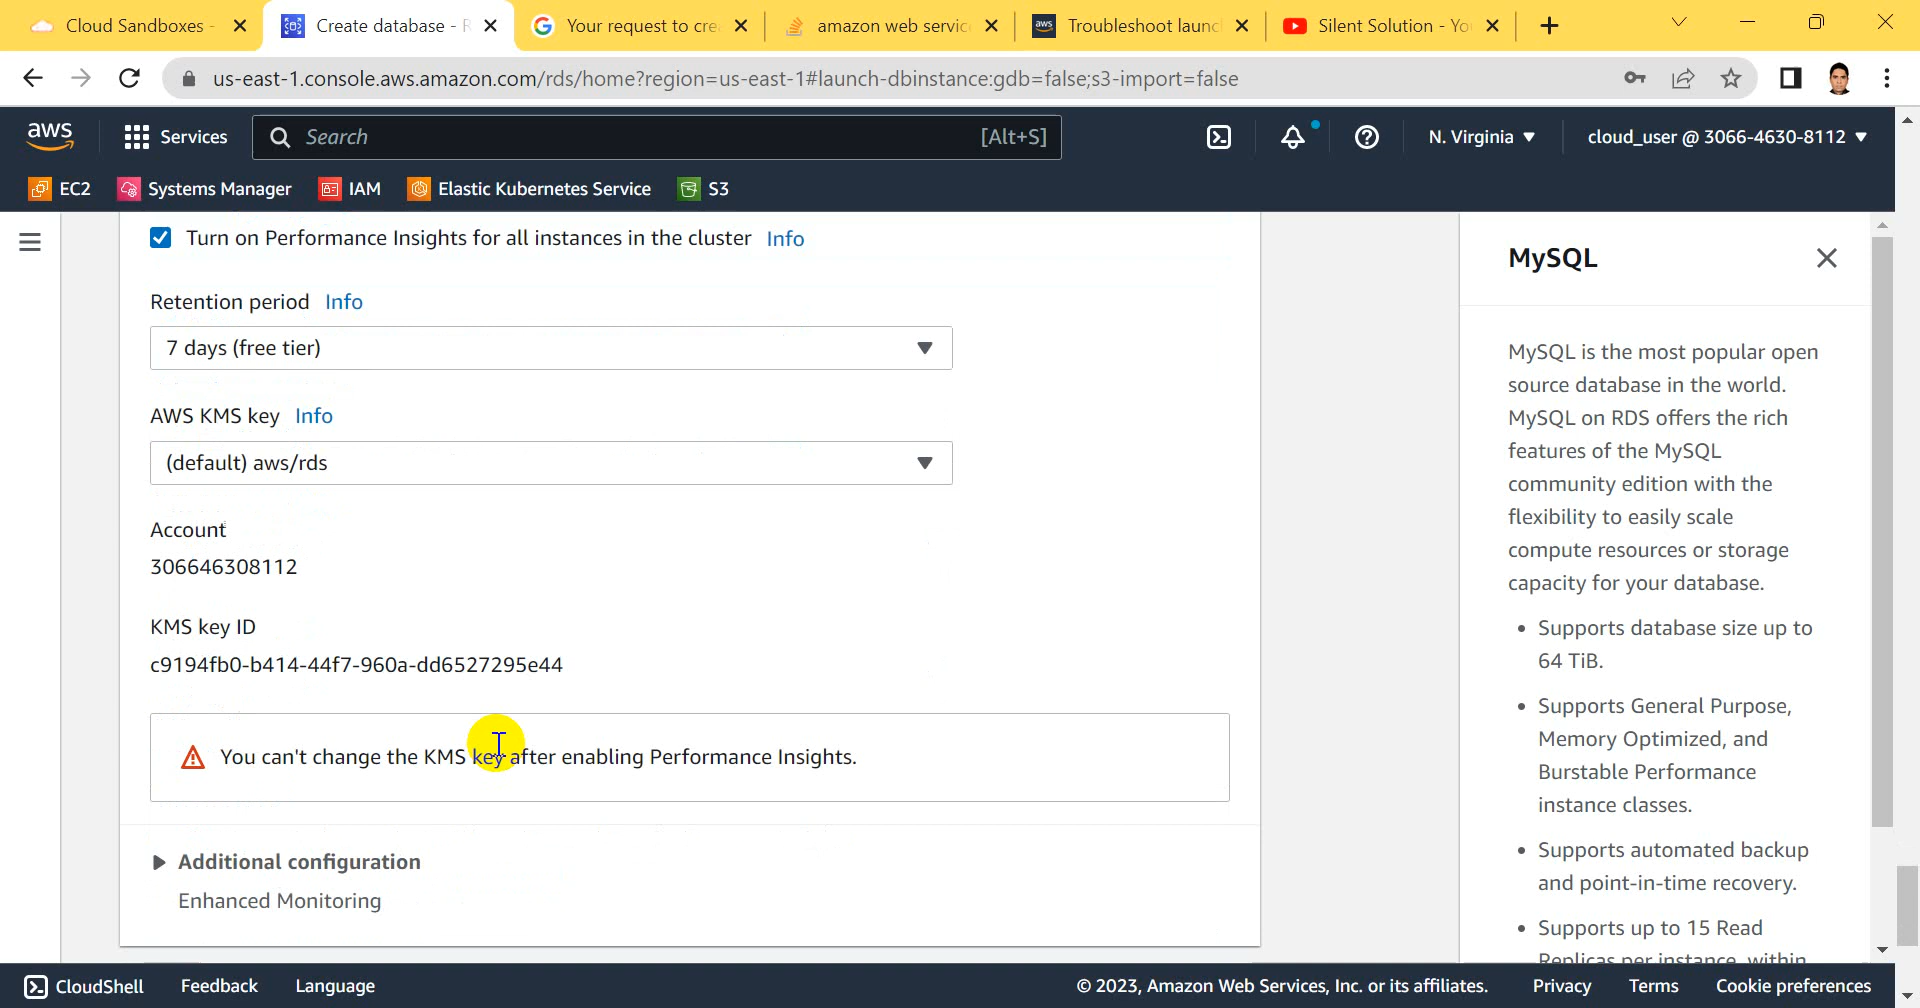 Cloud Sandboxes -
Create database - R
Your request to cre
amazon web servic
Troubleshoot launc
Silent Solution - Yo
us-east-1.console.aws.amazon.com/rds/home?region=us-east-1#launch-dbinstance:gdb=false;s3-import=false
aws
Services
Search
[Alt+S]
N. Virginia
cloud_user @ 3066-4630-8112
EC2
Systems Manager
IAM
Elastic Kubernetes Service
S3
Turn on Performance Insights for all instances in the cluster Info
Retention period Info
7 days (free tier)
AWS KMS key Info
(default) aws/rds
Account
306646308112
KMS key ID
c9194fb0-b414-44f7-960a-dd6527295e44
You can't change the KMS key after enabling Performance Insights.
Additional configuration
Enhanced Monitoring
MySQL
MySQL is the most popular open
source database in the world.
MySQL on RDS offers the rich
features of the MySQL
community edition with the
flexibility to easily scale
compute resources or storage
capacity for your database.
• Supports database size up to
64 TiB.
• Supports General Purpose,
Memory Optimized, and
Burstable Performance
instance classes.
• Supports automated backup
and point-in-time recovery.
• Supports up to 15 Read
Replicas per instance, within
CloudShell
Feedback
Language
© 2023, Amazon Web Services, Inc. or its affiliates.
Privacy
Terms
Cookie preferences